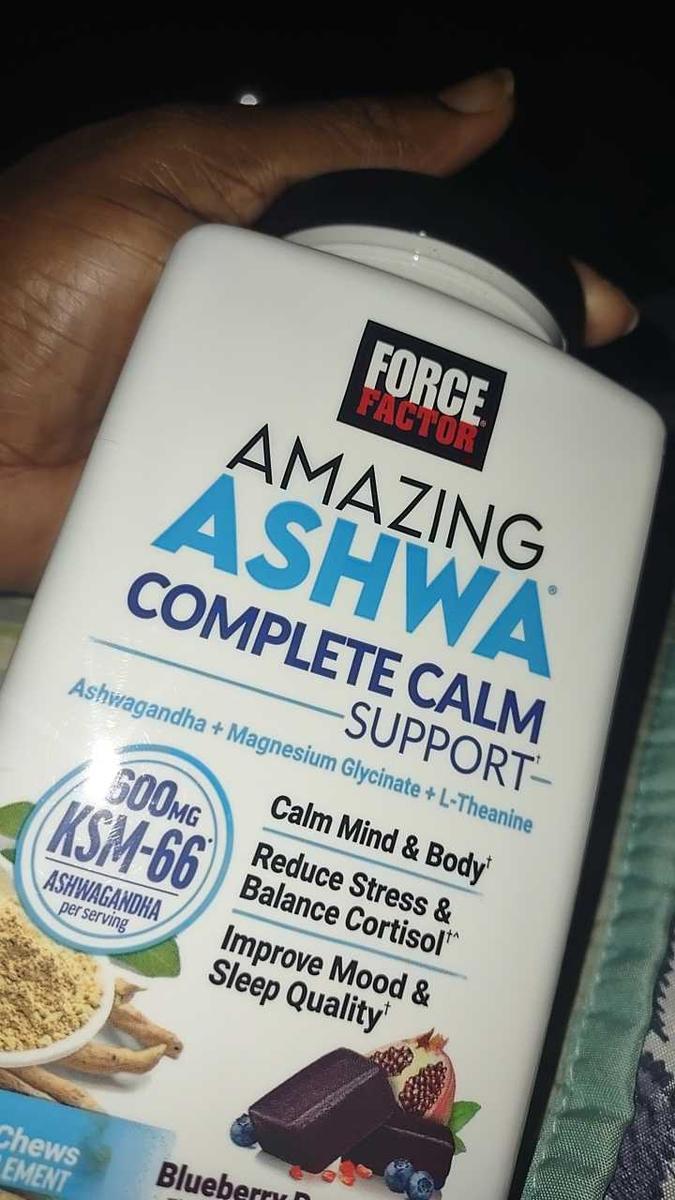 FORCE
FACTOR®
AMAZING
ASHWA®
COMPLETE CALM
SUPPORT†
Ashwagandha + Magnesium Glycinate + L-Theanine
600MG
KSM-66®
ASHWAGANDHA
per serving
Calm Mind & Body†
Reduce Stress &
Balance Cortisol†^
Improve Mood &
Sleep Quality†
Chews
Blueberry